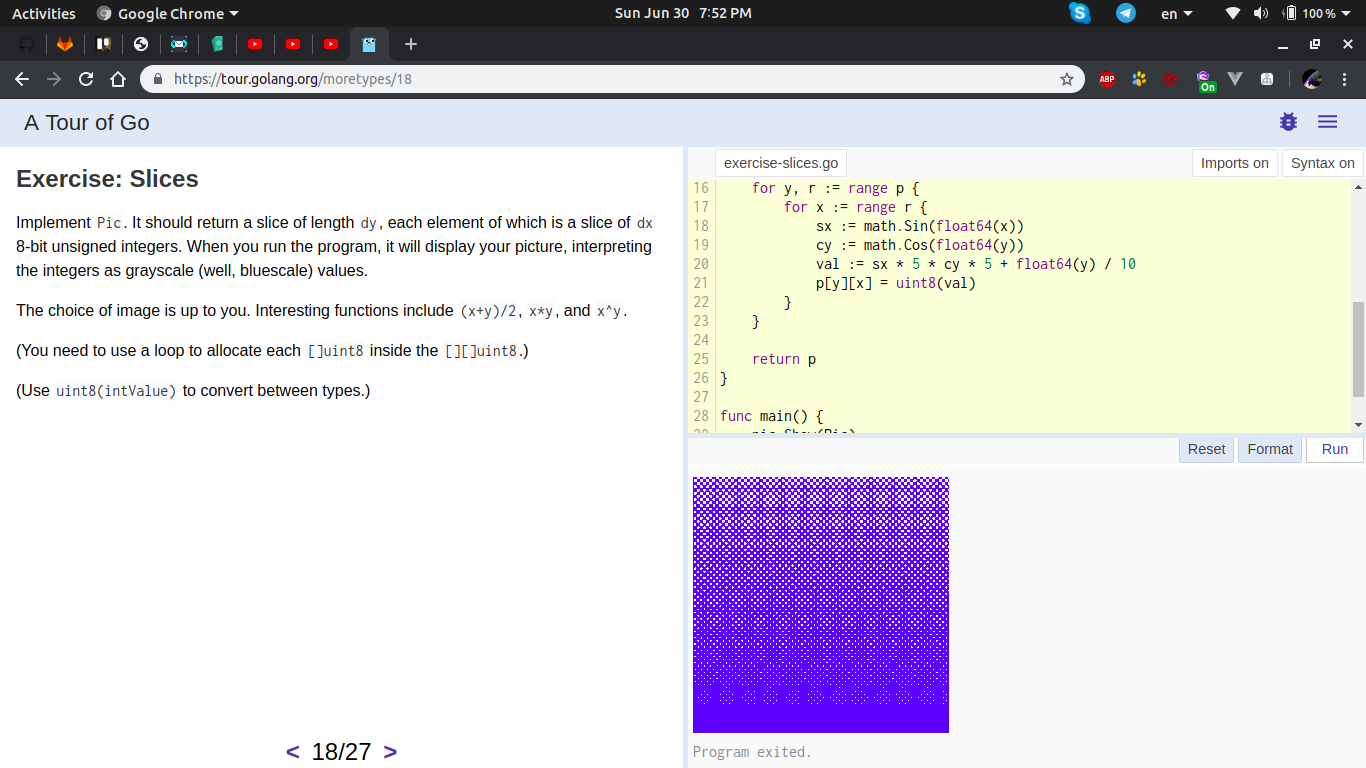 Activities Google Chrome Sun Jun 30 7:52 PM en 100 %
https://tour.golang.org/moretypes/18 ABP On
A Tour of Go
Exercise: Slices
Implement Pic. It should return a slice of length dy, each element of which is a slice of dx
8-bit unsigned integers. When you run the program, it will display your picture, interpreting
the integers as grayscale (well, bluescale) values.
The choice of image is up to you. Interesting functions include (x+y)/2, x*y, and x^y.
(You need to use a loop to allocate each []uint8 inside the [][]uint8.)
(Use uint8(intValue) to convert between types.)
< 18/27 >
exercise-slices.go Imports on Syntax on
16 for y, r := range p {
17 for x := range r {
18 sx := math.Sin(float64(x))
19 cy := math.Cos(float64(y))
20 val := sx * 5 * cy * 5 + float64(y) / 10
21 p[y][x] = uint8(val)
22 }
23 }
24
25 return p
26 }
27
28 func main() {
29 pic.Show(Pic)
Reset Format Run
Program exited.